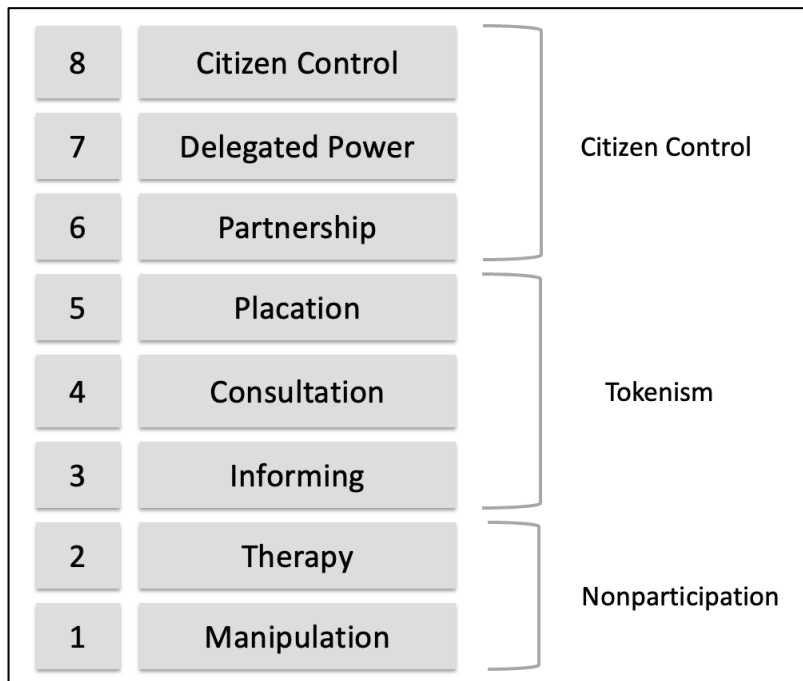 8 Citizen Control
7 Delegated Power
Citizen Control
6 Partnership
5 Placation
4 Consultation
Tokenism
3 Informing
2 Therapy
Nonparticipation
1 Manipulation